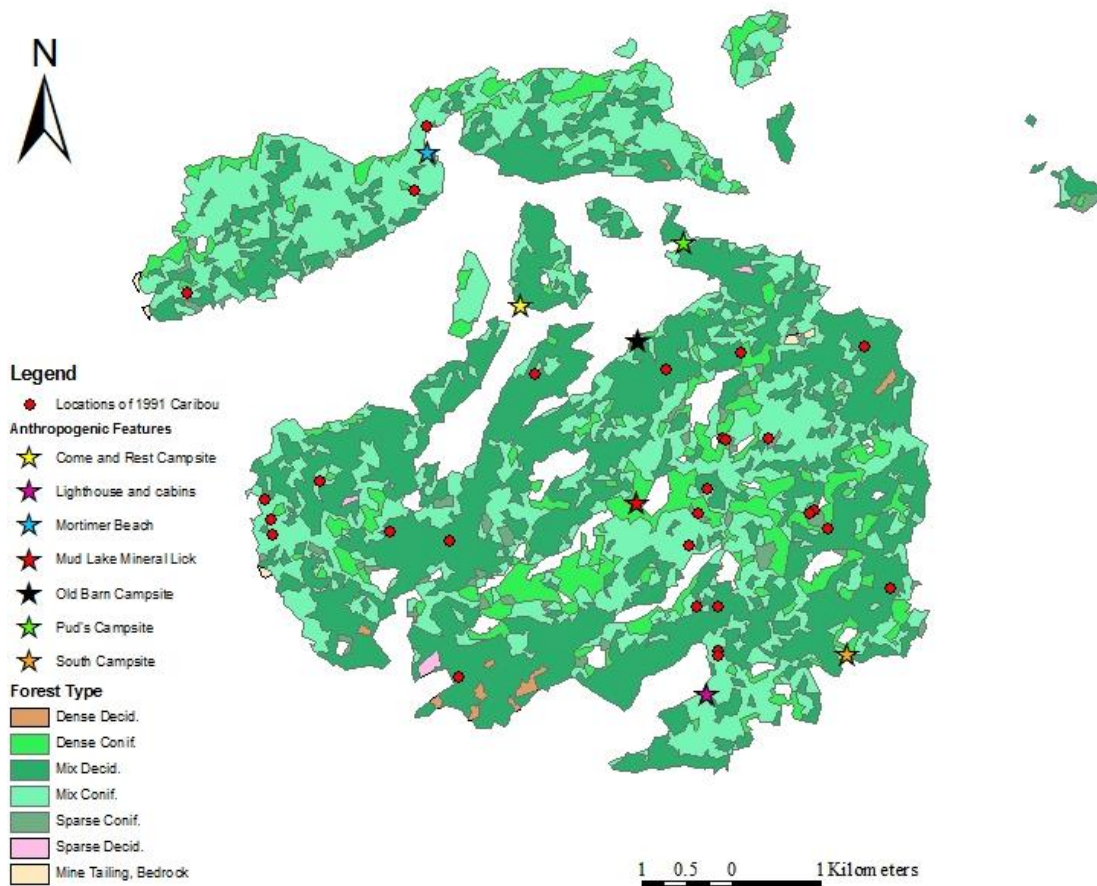 N
Legend
Locations of 1991 Caribou
Anthropogenic Features
Come and Rest Campsite
Lighthouse and cabins
Mortimer Beach
Mud Lake Mineral Lick
Old Barn Campsite
Pud's Campsite
South Campsite
Forest Type
Dense Decid.
Dense Conif.
Mix Decid.
Mix Conif.
Sparse Conif.
Sparse Decid.
Mine Tailing, Bedrock
1 0.5 0 1 Kilometers